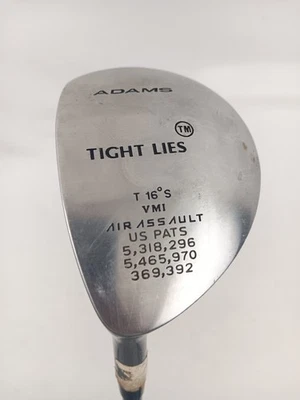 ADAMS
TM
TIGHT LIES
T 16° S
VMI
AIR ASSAULT
US PATS
5,318,296
5,465,970
369,392